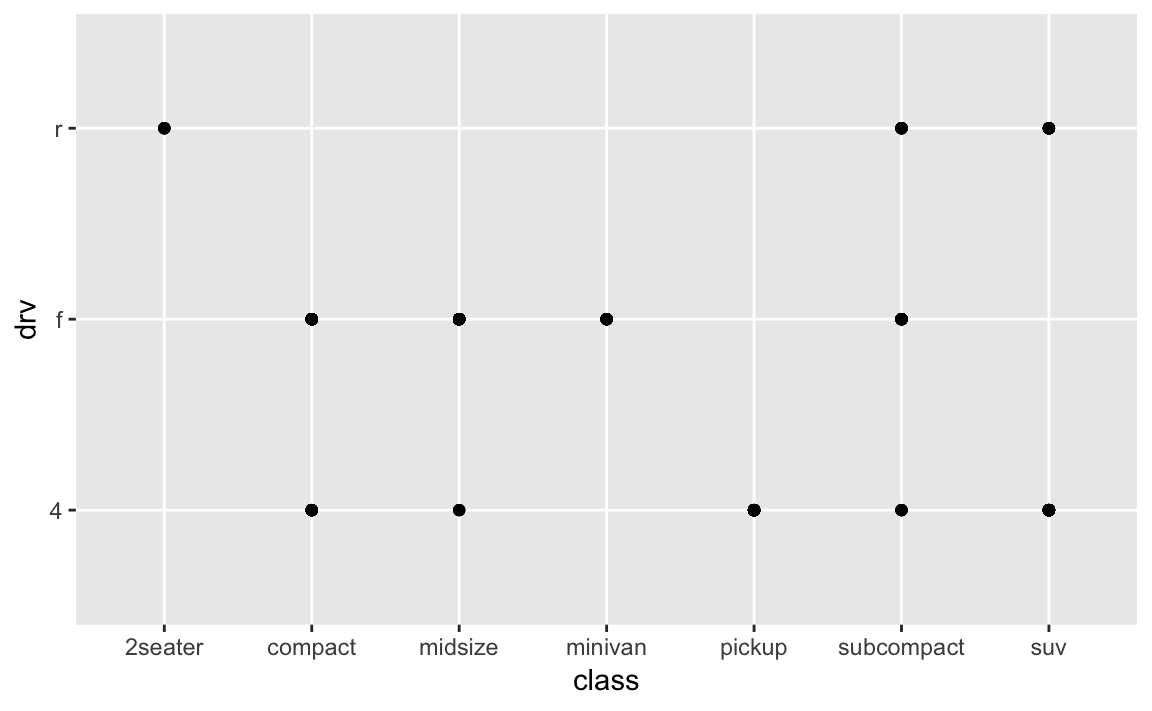 r
f
4
drv
2seater compact midsize minivan pickup subcompact suv
class